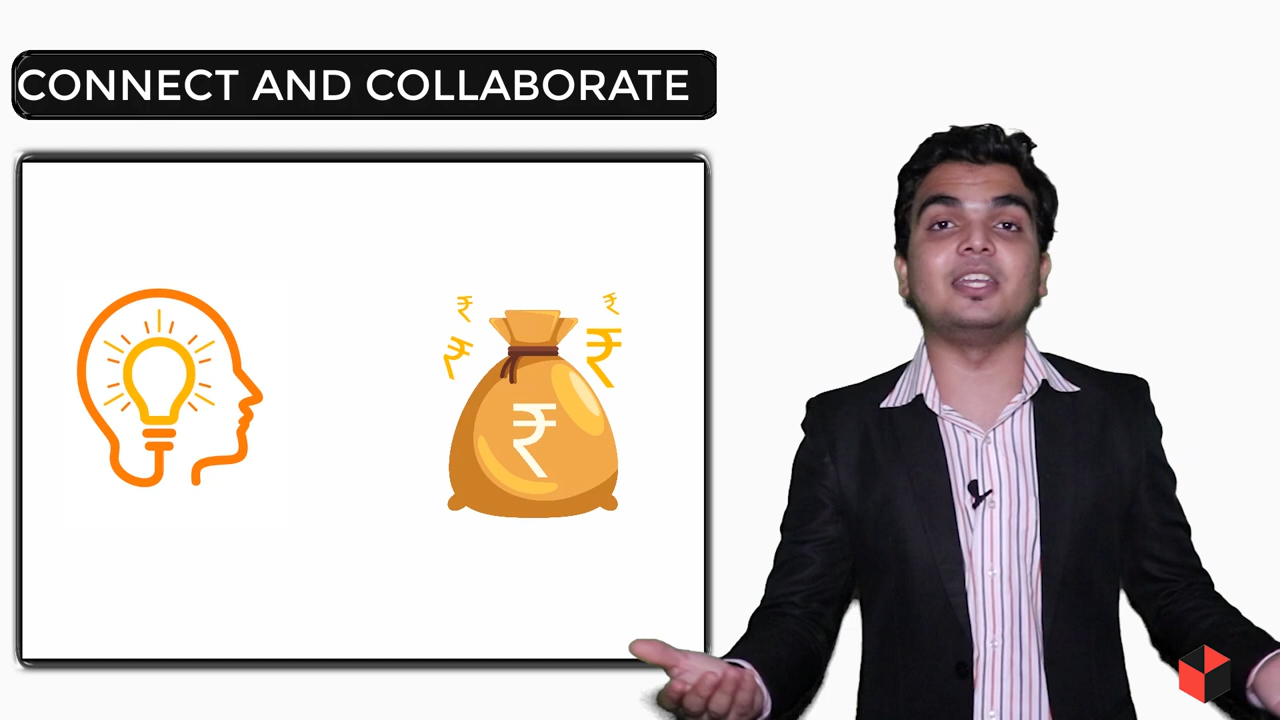 CONNECT AND COLLABORATE
₹ ₹
₹ ₹
₹